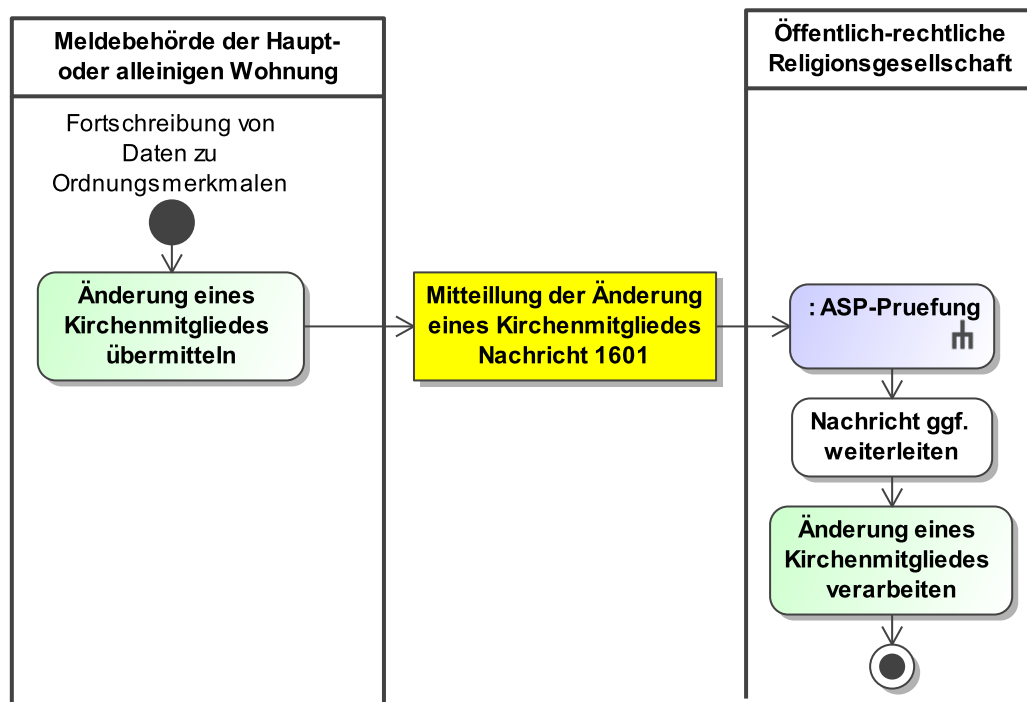 Meldebehörde der Haupt-
oder alleinigen Wohnung
Fortschreibung von
Daten zu
Ordnungsmerkmalen
Änderung eines
Kirchenmitgliedes
übermitteln
Mitteillung der Änderung
eines Kirchenmitgliedes
Nachricht 1601
Öffentlich-rechtliche
Religionsgesellschaft
: ASP-Pruefung
Nachricht ggf.
weiterleiten
Änderung eines
Kirchenmitgliedes
verarbeiten